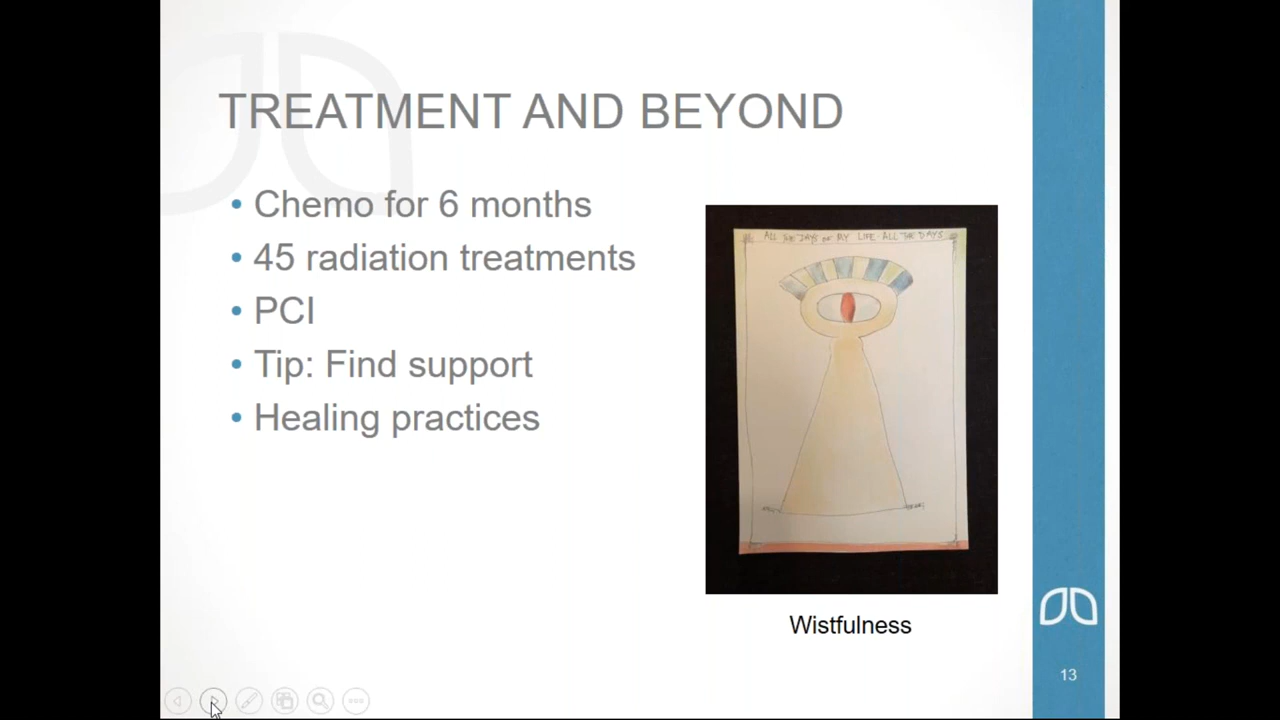 TREATMENT AND BEYOND
• Chemo for 6 months
• 45 radiation treatments
• PCI
• Tip: Find support
• Healing practices
ALL THE DAYS OF MY LIFE · ALL THE DAYS
Wistfulness
13